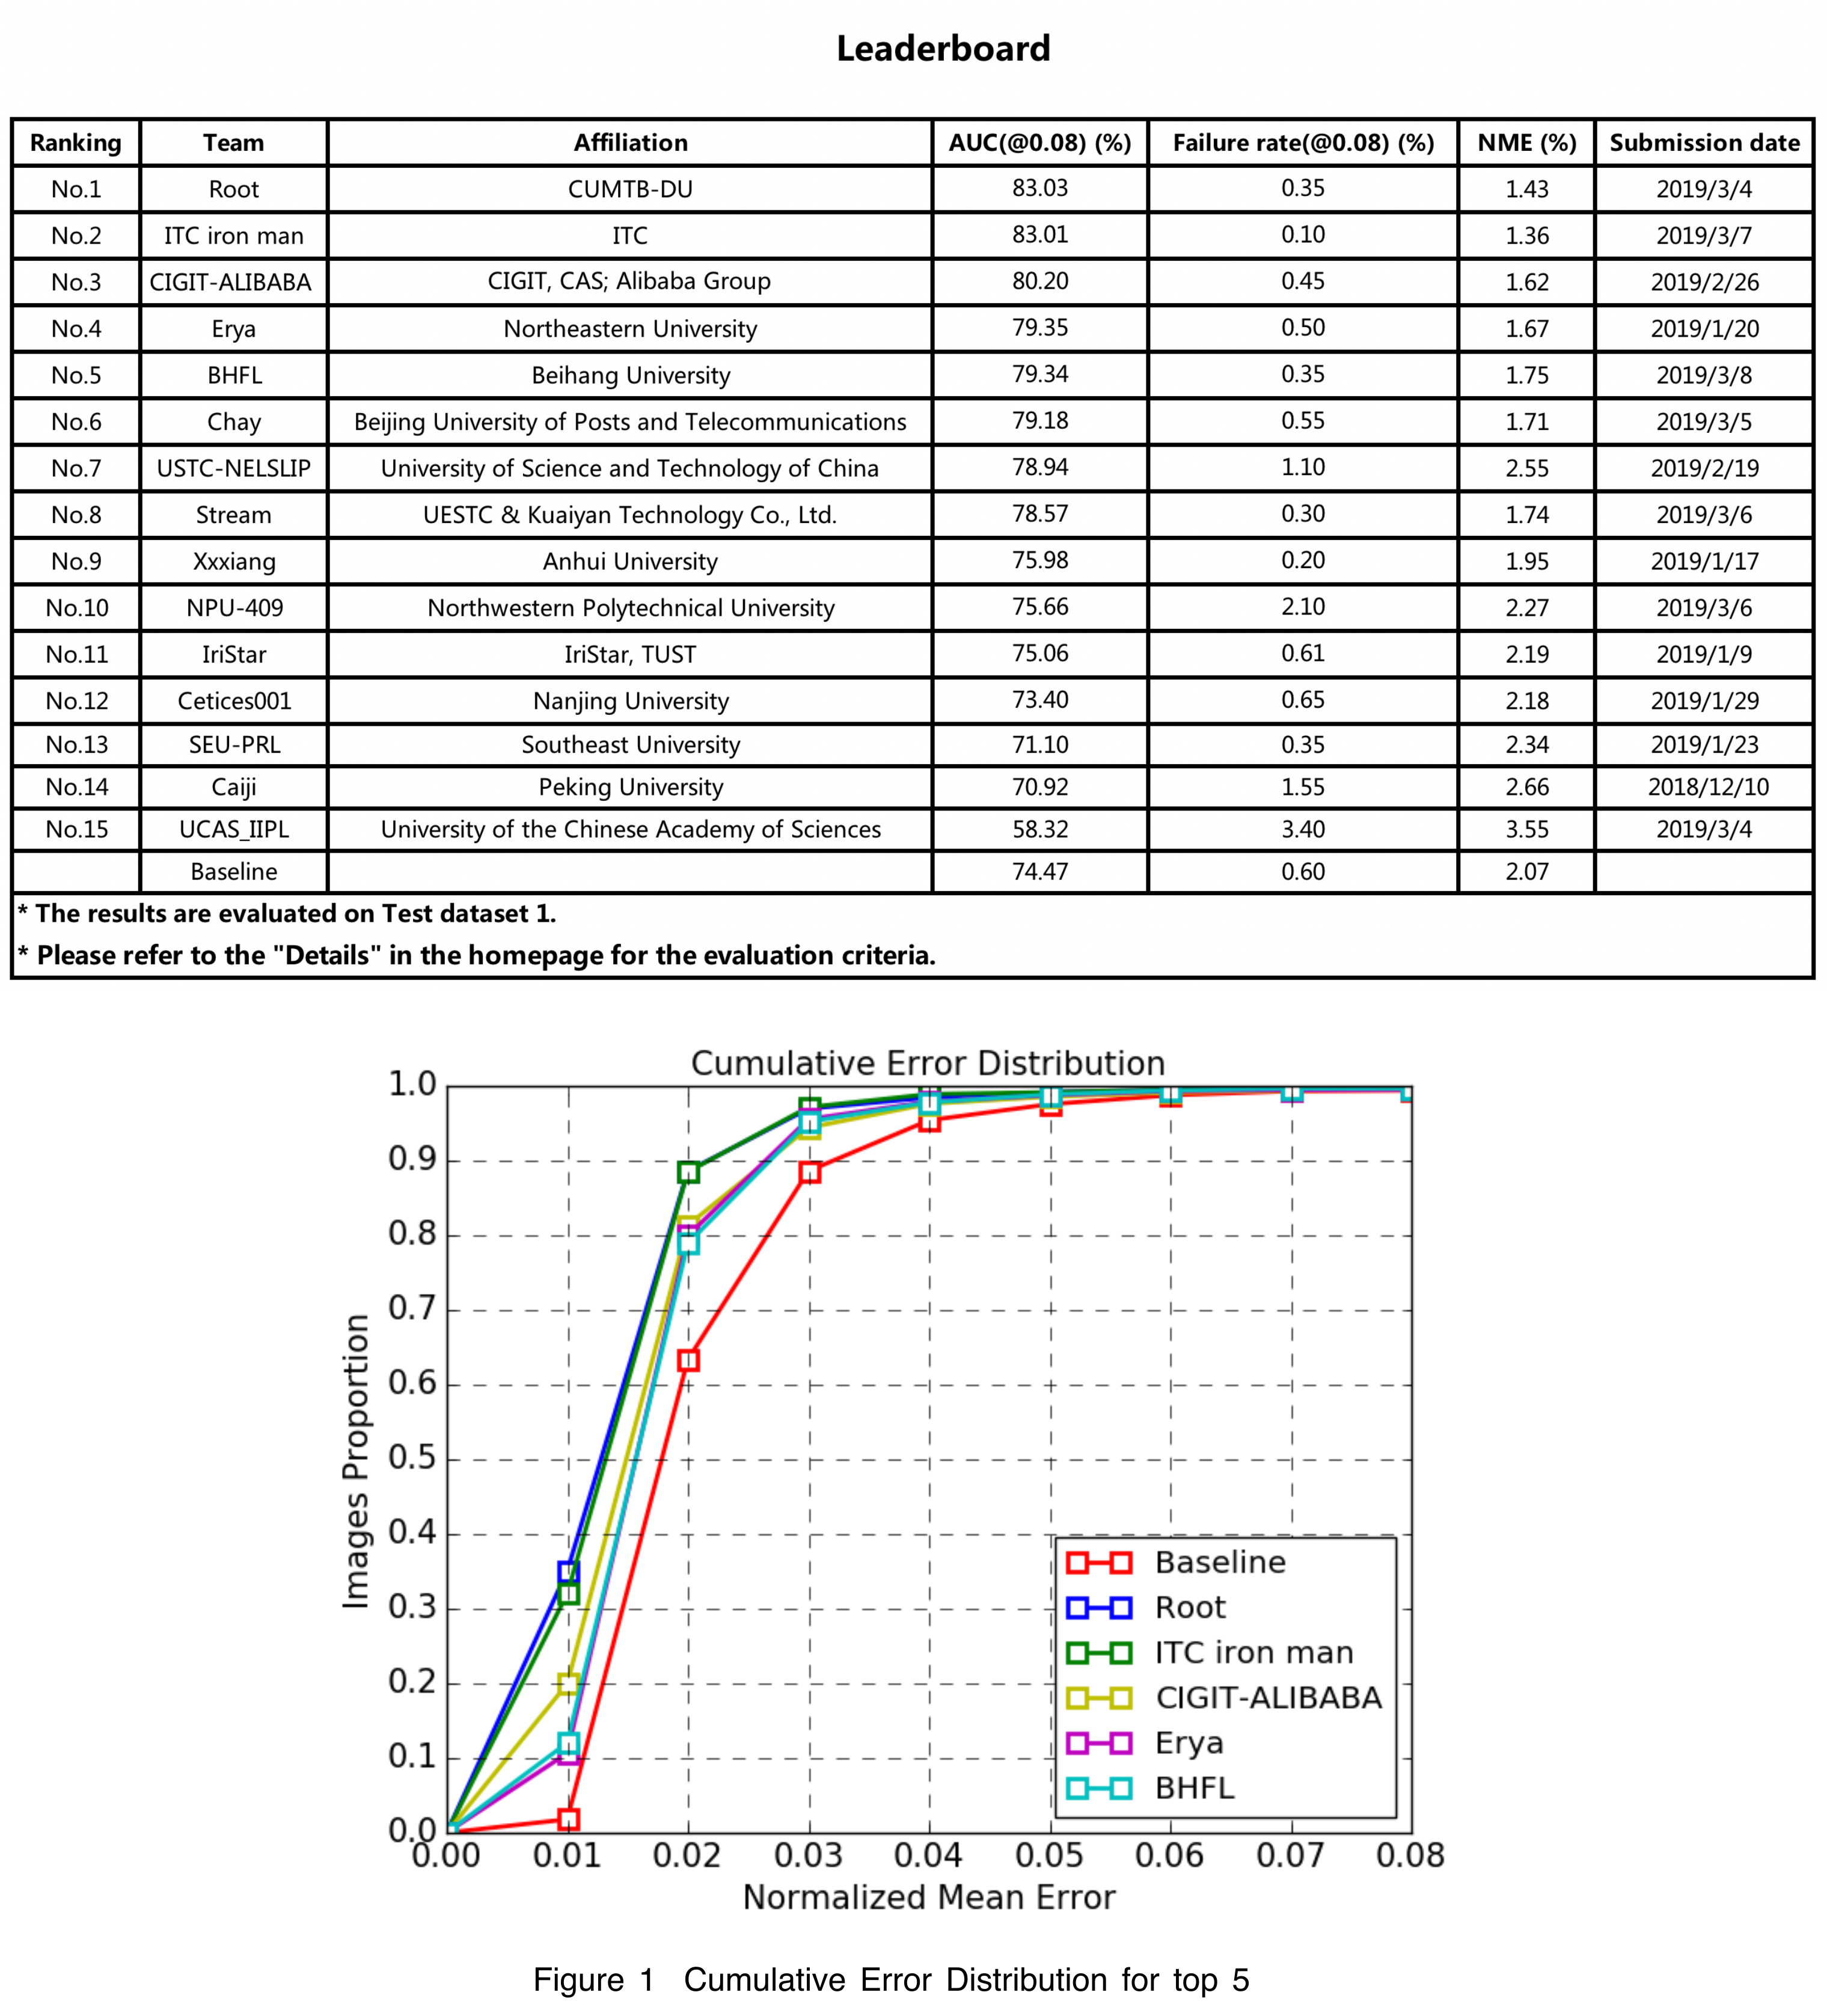 Leaderboard
Ranking Team Affiliation AUC(@0.08) (%) Failure rate(@0.08) (%) NME (%) Submission date
No.1 Root CUMTB-DU 83.03 0.35 1.43 2019/3/4
No.2 ITC iron man ITC 83.01 0.10 1.36 2019/3/7
No.3 CIGIT-ALIBABA CIGIT, CAS; Alibaba Group 80.20 0.45 1.62 2019/2/26
No.4 Erya Northeastern University 79.35 0.50 1.67 2019/1/20
No.5 BHFL Beihang University 79.34 0.35 1.75 2019/3/8
No.6 Chay Beijing University of Posts and Telecommunications 79.18 0.55 1.71 2019/3/5
No.7 USTC-NELSLIP University of Science and Technology of China 78.94 1.10 2.55 2019/2/19
No.8 Stream UESTC & Kuaiyan Technology Co., Ltd. 78.57 0.30 1.74 2019/3/6
No.9 Xxxiang Anhui University 75.98 0.20 1.95 2019/1/17
No.10 NPU-409 Northwestern Polytechnical University 75.66 2.10 2.27 2019/3/6
No.11 IriStar IriStar, TUST 75.06 0.61 2.19 2019/1/9
No.12 Cetices001 Nanjing University 73.40 0.65 2.18 2019/1/29
No.13 SEU-PRL Southeast University 71.10 0.35 2.34 2019/1/23
No.14 Caiji Peking University 70.92 1.55 2.66 2018/12/10
No.15 UCAS_IIPL University of the Chinese Academy of Sciences 58.32 3.40 3.55 2019/3/4
Baseline 74.47 0.60 2.07
* The results are evaluated on Test dataset 1.
* Please refer to the "Details" in the homepage for the evaluation criteria.
Cumulative Error Distribution
1.0
0.9
0.8
0.7
0.6
0.5
0.4
0.3
0.2
0.1
0.0
Images Proportion
Baseline
Root
ITC iron man
CIGIT-ALIBABA
Erya
BHFL
0.00 0.01 0.02 0.03 0.04 0.05 0.06 0.07 0.08
Normalized Mean Error
Figure 1 Cumulative Error Distribution for top 5